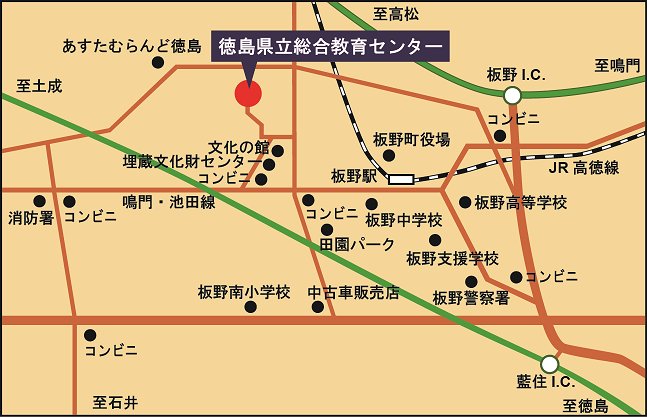 至高松
あすたむらんど徳島
徳島県立総合教育センター
至鳴門
板野 I.C.
至土成
コンビニ
文化の館
板野町役場
埋蔵文化財センター
コンビニ
板野駅
JR 高徳線
消防署
コンビニ
鳴門・池田線
コンビニ
板野中学校
板野高等学校
田園パーク
板野支援学校
コンビニ
板野南小学校
中古車販売店
板野警察署
コンビニ
藍住 I.C.
至石井
至徳島